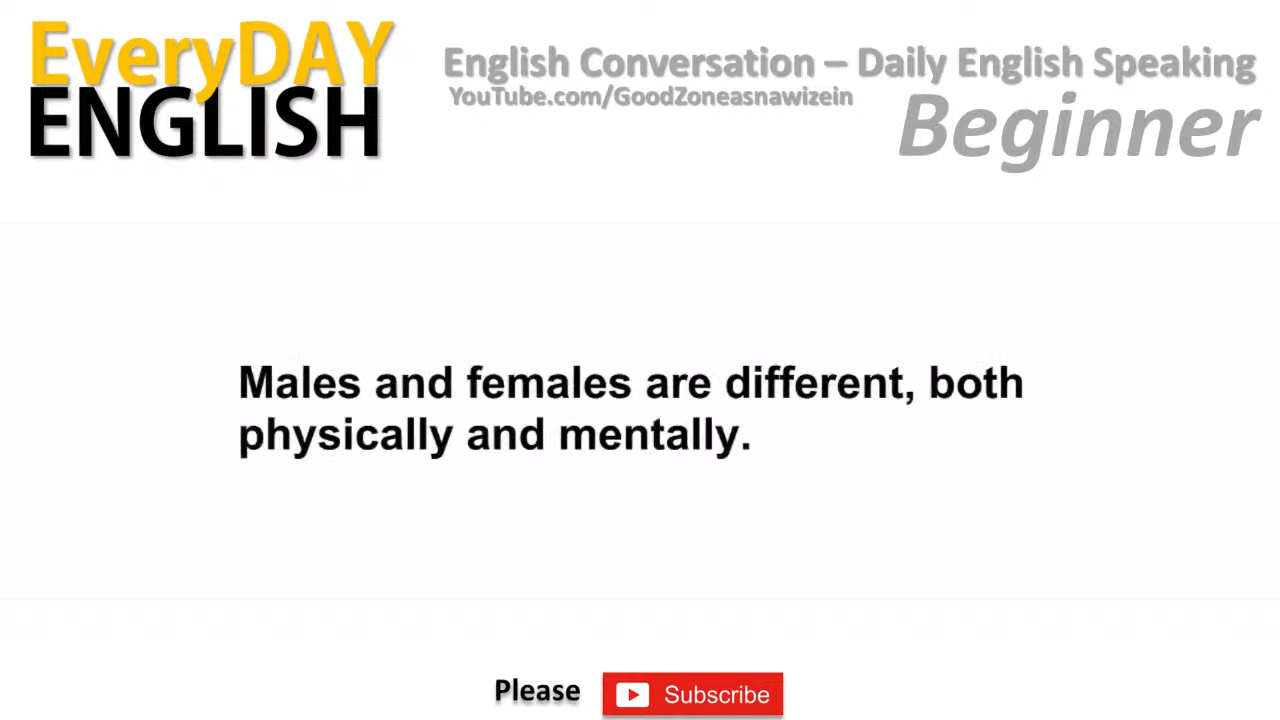 EveryDAY
ENGLISH
English Conversation – Daily English Speaking
YouTube.com/GoodZoneasnawizein
Beginner
Males and females are different, both
physically and mentally.
Please
Subscribe